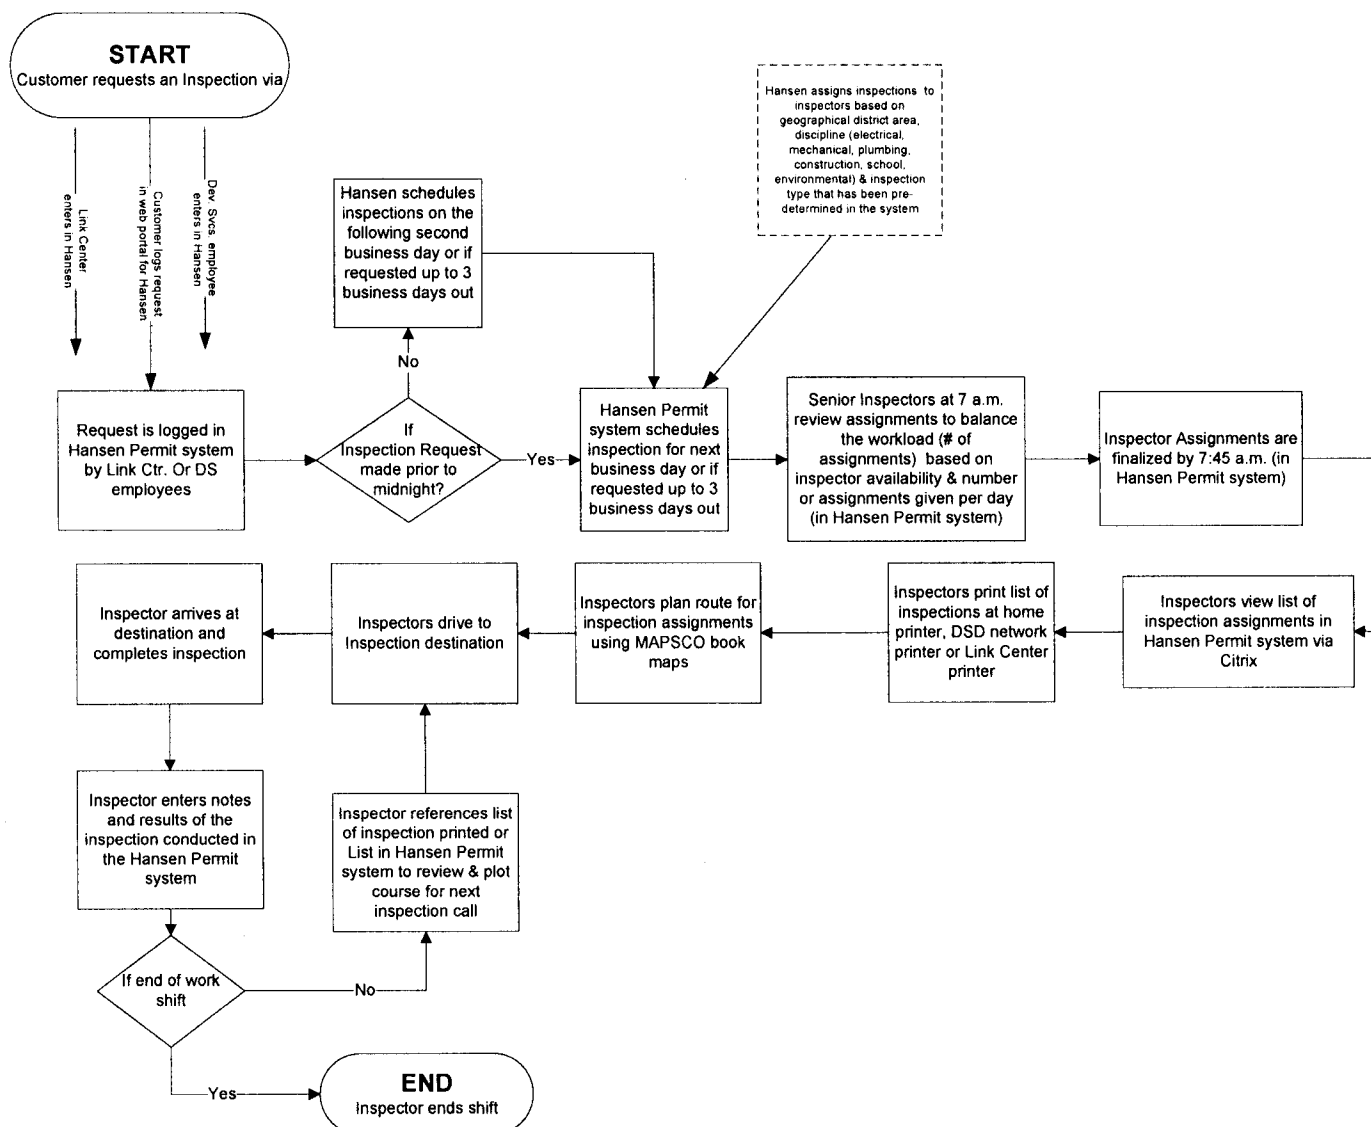 START
Customer requests an Inspection via
Link Center
enters in Hansen
Customer logs request
in web portal for Hansen
Dev. Svcs. employee
enters in Hansen
Hansen assigns inspections to
inspectors based on
geographical district area,
discipline (electrical,
mechanical, plumbing,
construction, school,
environmental) & inspection
type that has been pre-
determined in the system
Hansen schedules
inspections on the
following second
business day or if
requested up to 3
business days out
No
Request is logged in
Hansen Permit system
by Link Ctr. Or DS
employees
If
Inspection Request
made prior to
midnight?
Yes
Hansen Permit
system schedules
inspection for next
business day or if
requested up to 3
business days out
Senior Inspectors at 7 a.m.
review assignments to balance
the workload (# of
assignments) based on
inspector availability & number
or assignments given per day
(in Hansen Permit system)
Inspector Assignments are
finalized by 7:45 a.m. (in
Hansen Permit system)
Inspector arrives at
destination and
completes inspection
Inspectors drive to
Inspection destination
Inspectors plan route for
inspection assignments
using MAPSCO book
maps
Inspectors print list of
inspections at home
printer, DSD network
printer or Link Center
printer
Inspectors view list of
inspection assignments in
Hansen Permit system via
Citrix
Inspector enters notes
and results of the
inspection conducted in
the Hansen Permit
system
Inspector references list
of inspection printed or
List in Hansen Permit
system to review & plot
course for next
inspection call
If end of work
shift
No
Yes
END
Inspector ends shift